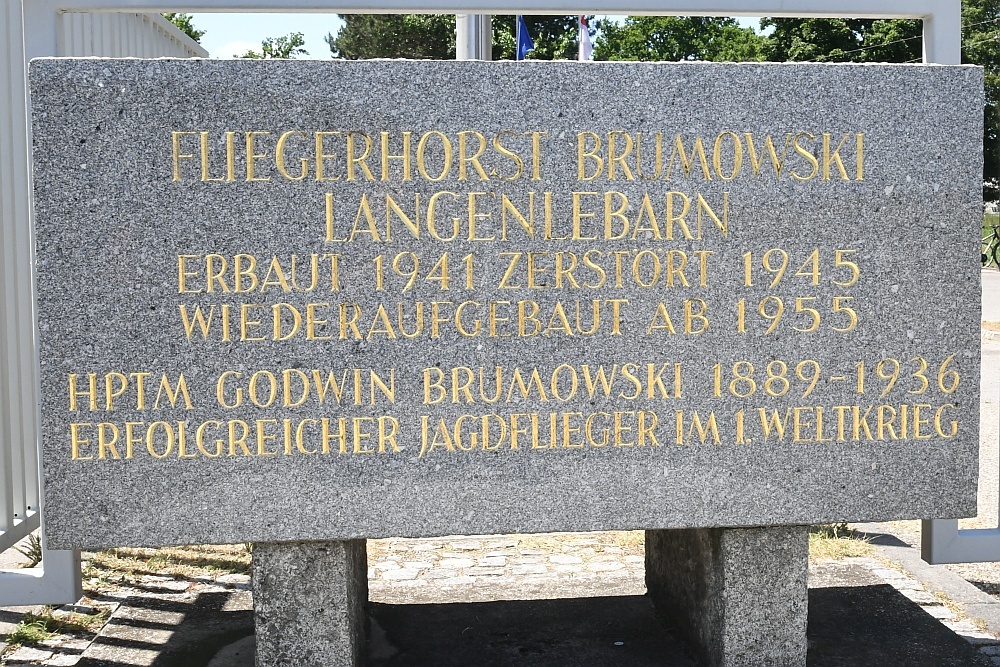 FLIEGERHORST BRUMOWSKI
LANGENLEBARN
ERBAUT 1941 ZERSTÖRT 1945
WIEDERAUFGEBAUT AB 1955
HPTM GODWIN BRUMOWSKI 1889-1936
ERFOLGREICHER JAGDFLIEGER IM 1. WELTKRIEG